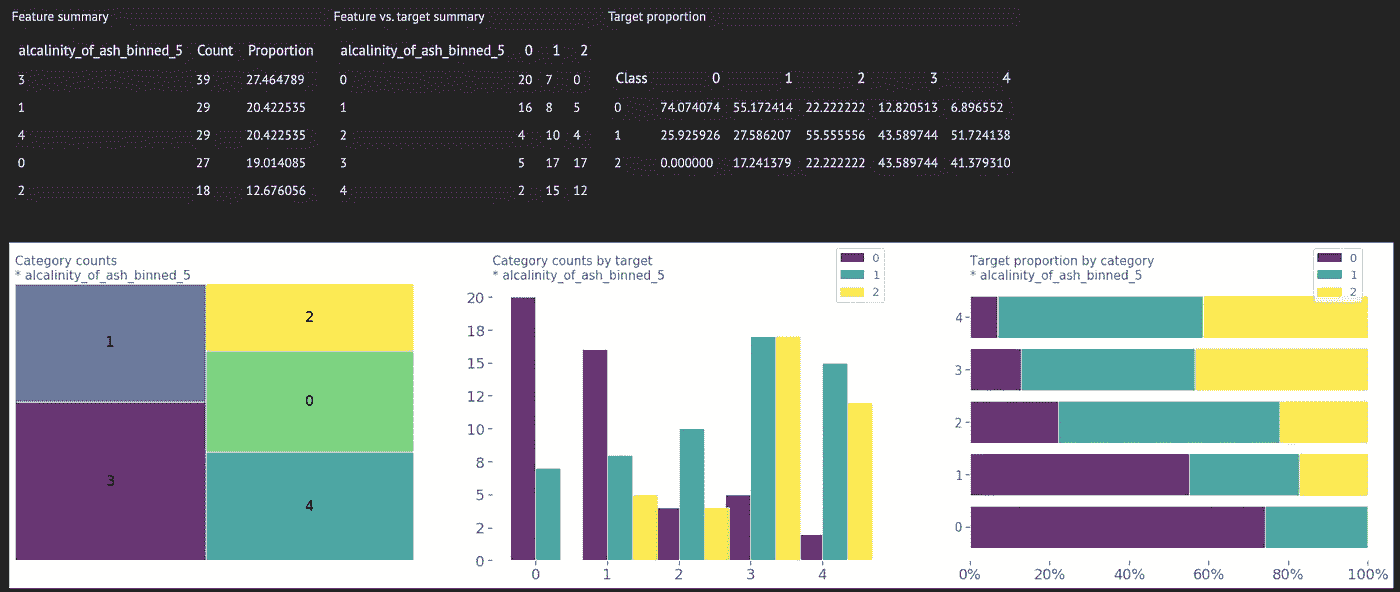 Feature summary
alcalinity_of_ash_binned_5 Count Proportion
3 39 27.464789
1 29 20.422535
4 29 20.422535
0 27 19.014085
2 18 12.676056
Feature vs. target summary
alcalinity_of_ash_binned_5 0 1 2
0 20 7 0
1 16 8 5
2 4 10 4
3 5 17 17
4 2 15 12
Target proportion
Class 0 1 2 3 4
0 74.074074 55.172414 22.222222 12.820513 6.896552
1 25.925926 27.586207 55.555556 43.589744 51.724138
2 0.000000 17.241379 22.222222 43.589744 41.379310
Category counts
* alcalinity_of_ash_binned_5
1
2
0
3
4
Category counts by target
* alcalinity_of_ash_binned_5
0
1
2
20
18
15
12
10
8
5
2
0
0 1 2 3 4
Target proportion by category
* alcalinity_of_ash_binned_5
0
1
2
4
3
2
1
0
0% 20% 40% 60% 80% 100%